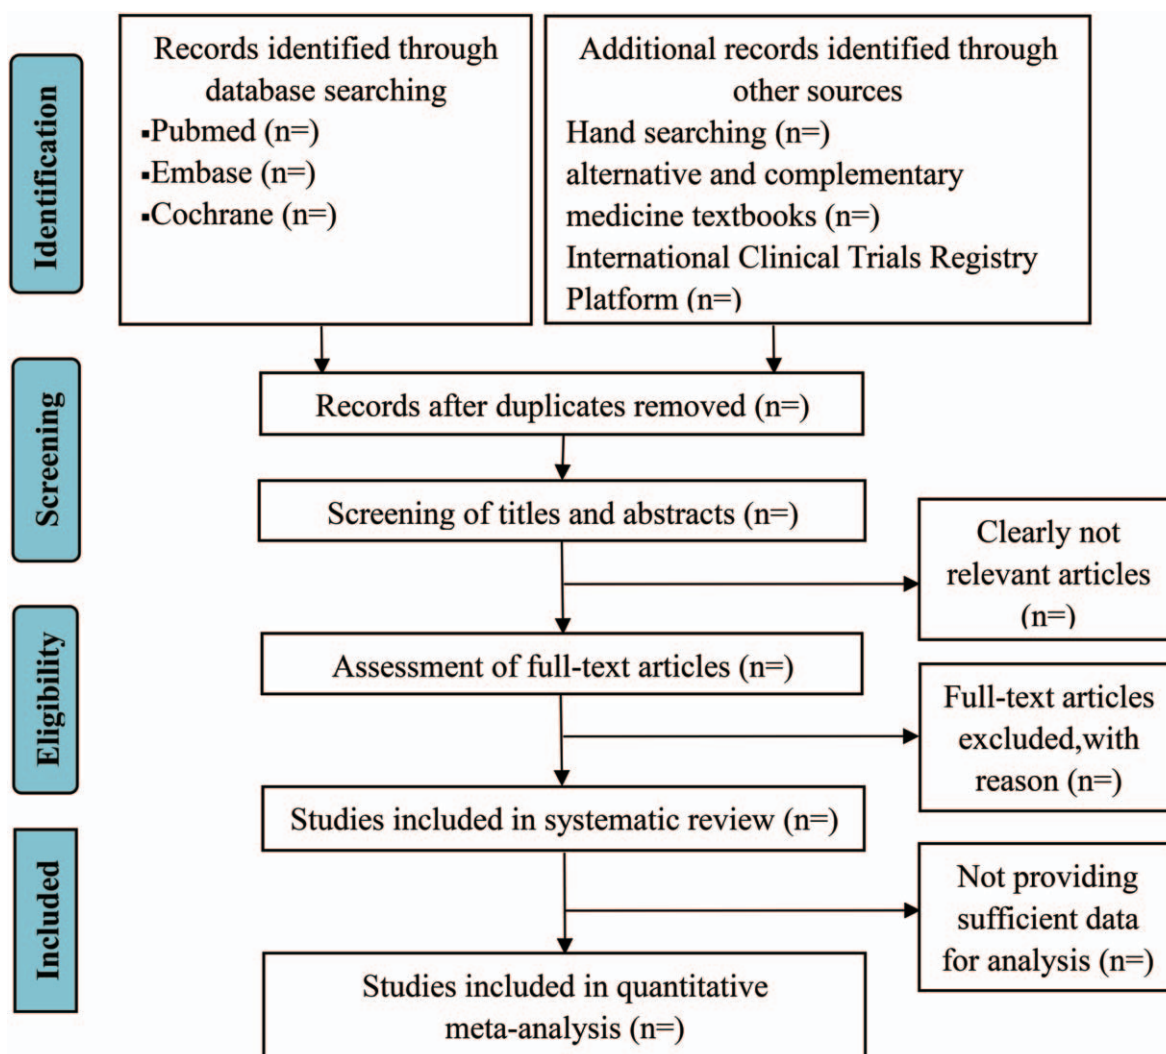 Identification
Records identified through
database searching
▪Pubmed (n=)
▪Embase (n=)
▪Cochrane (n=)
Additional records identified through
other sources
Hand searching (n=)
alternative and complementary
medicine textbooks (n=)
International Clinical Trials Registry
Platform (n=)
Screening
Records after duplicates removed (n=)
Screening of titles and abstracts (n=)
Clearly not
relevant articles
(n=)
Eligibility
Assessment of full-text articles (n=)
Full-text articles
excluded,with
reason (n=)
Included
Studies included in systematic review (n=)
Not providing
sufficient data
for analysis (n=)
Studies included in quantitative
meta-analysis (n=)